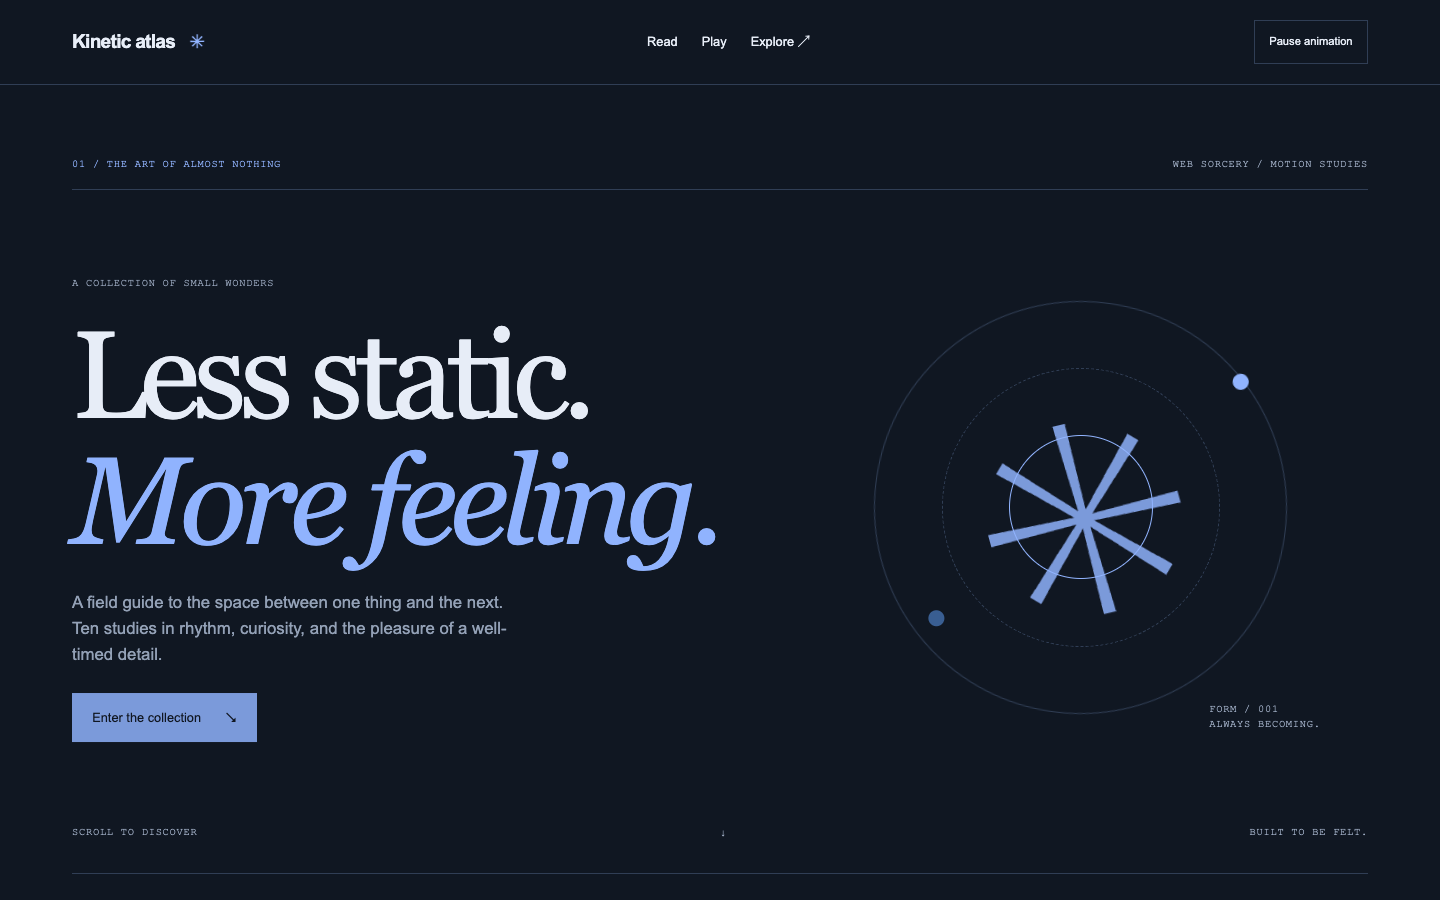 Kinetic atlas ✳
Read
Play
Explore ↗
Pause animation
01 / THE ART OF ALMOST NOTHING
WEB SORCERY / MOTION STUDIES
A COLLECTION OF SMALL WONDERS
Less static.
More feeling.
A field guide to the space between one thing and the next.
Ten studies in rhythm, curiosity, and the pleasure of a well-
timed detail.
Enter the collection ↘
FORM / 001
ALWAYS BECOMING.
SCROLL TO DISCOVER
↓
BUILT TO BE FELT.